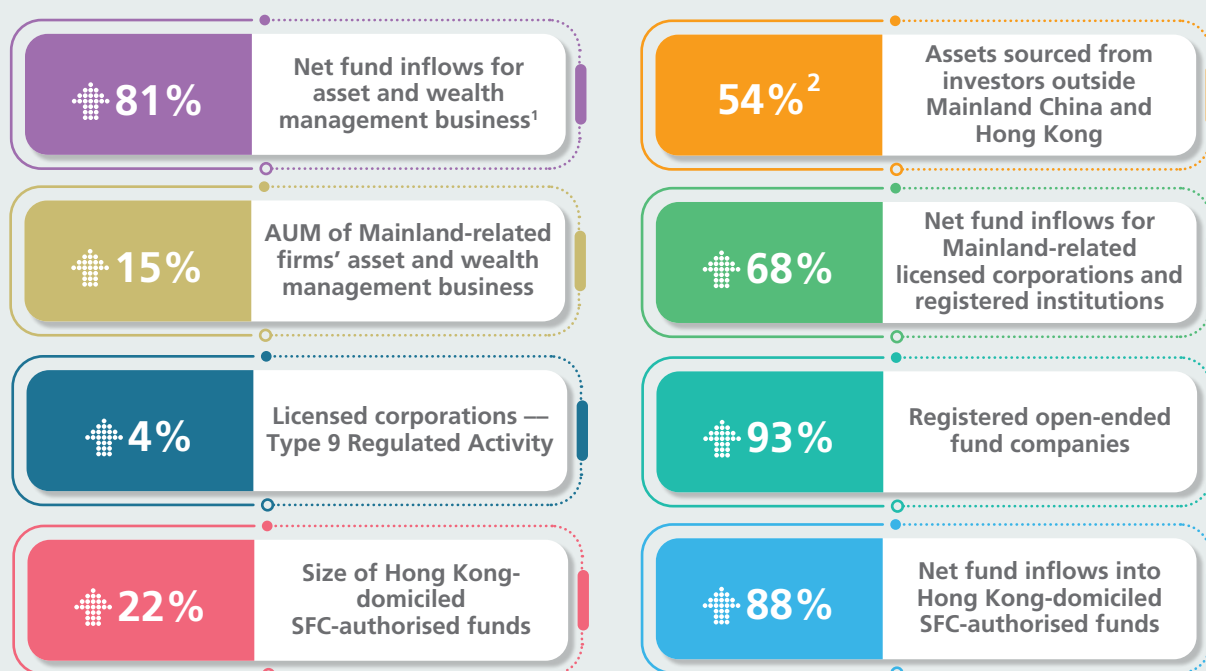 81%
Net fund inflows for
asset and wealth
management business¹
54%²
Assets sourced from
investors outside
Mainland China and
Hong Kong
15%
AUM of Mainland-related
firms’ asset and wealth
management business
68%
Net fund inflows for
Mainland-related
licensed corporations and
registered institutions
4%
Licensed corporations —
Type 9 Regulated Activity
93%
Registered open-ended
fund companies
22%
Size of Hong Kong-
domiciled
SFC-authorised funds
88%
Net fund inflows into
Hong Kong-domiciled
SFC-authorised funds